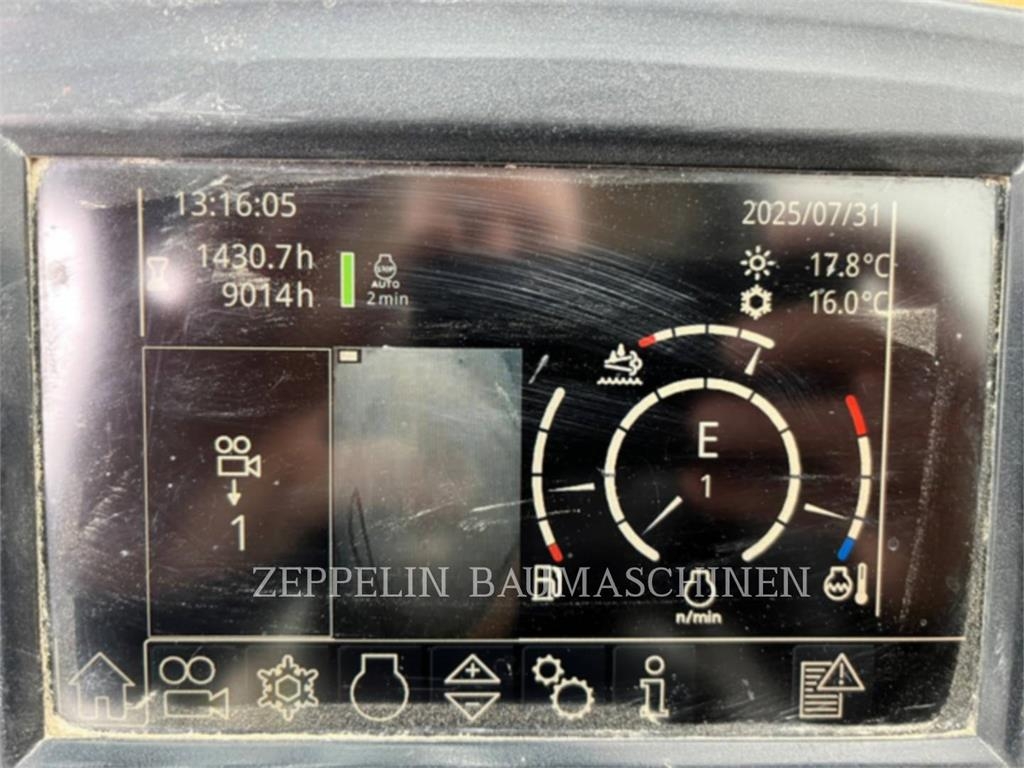 13:16:05
2025/07/31
1430.7h
9014h
STOP
AUTO
2 min
17.8°C
16.0°C
E
1
1
ZEPPELIN BAUMASCHINEN
n/min